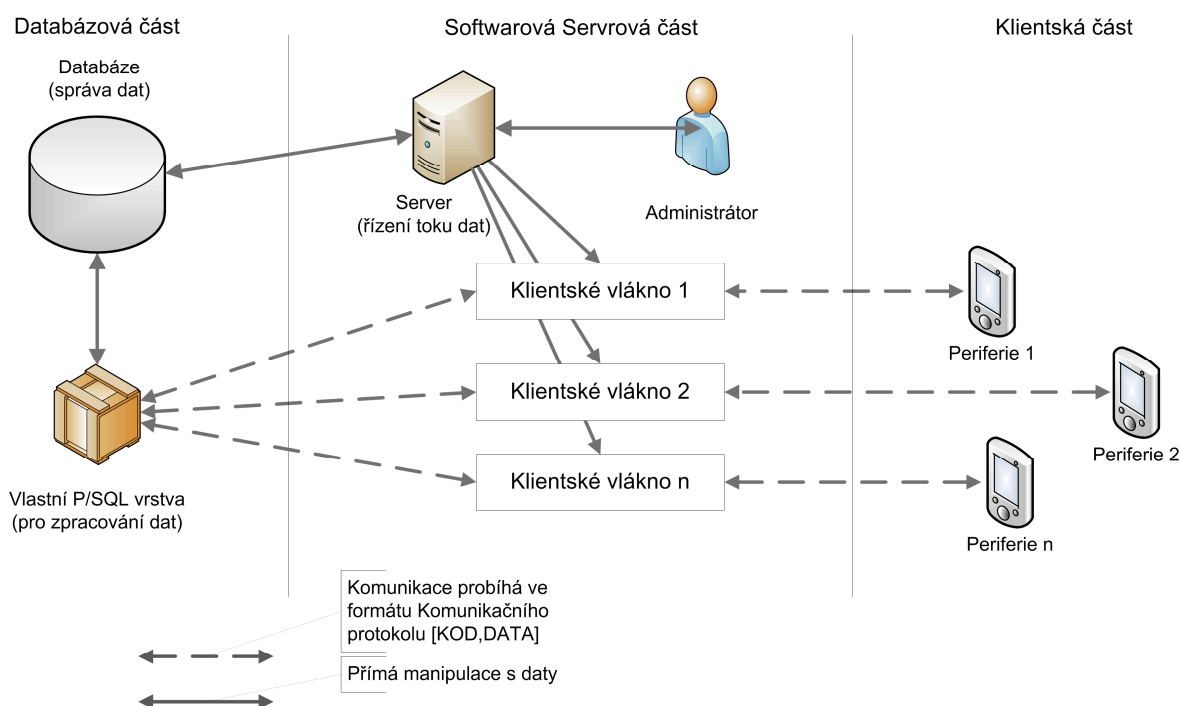 Databázová část
Softwarová Servrová část
Klientská část
Databáze
(správa dat)
Server
(řízení toku dat)
Administrátor
Klientské vlákno 1
Periferie 1
Klientské vlákno 2
Periferie 2
Klientské vlákno n
Periferie n
Vlastní P/SQL vrstva
(pro zpracování dat)
Komunikace probíhá ve
formátu Komunikačního
protokolu [KOD,DATA]
Přímá manipulace s daty